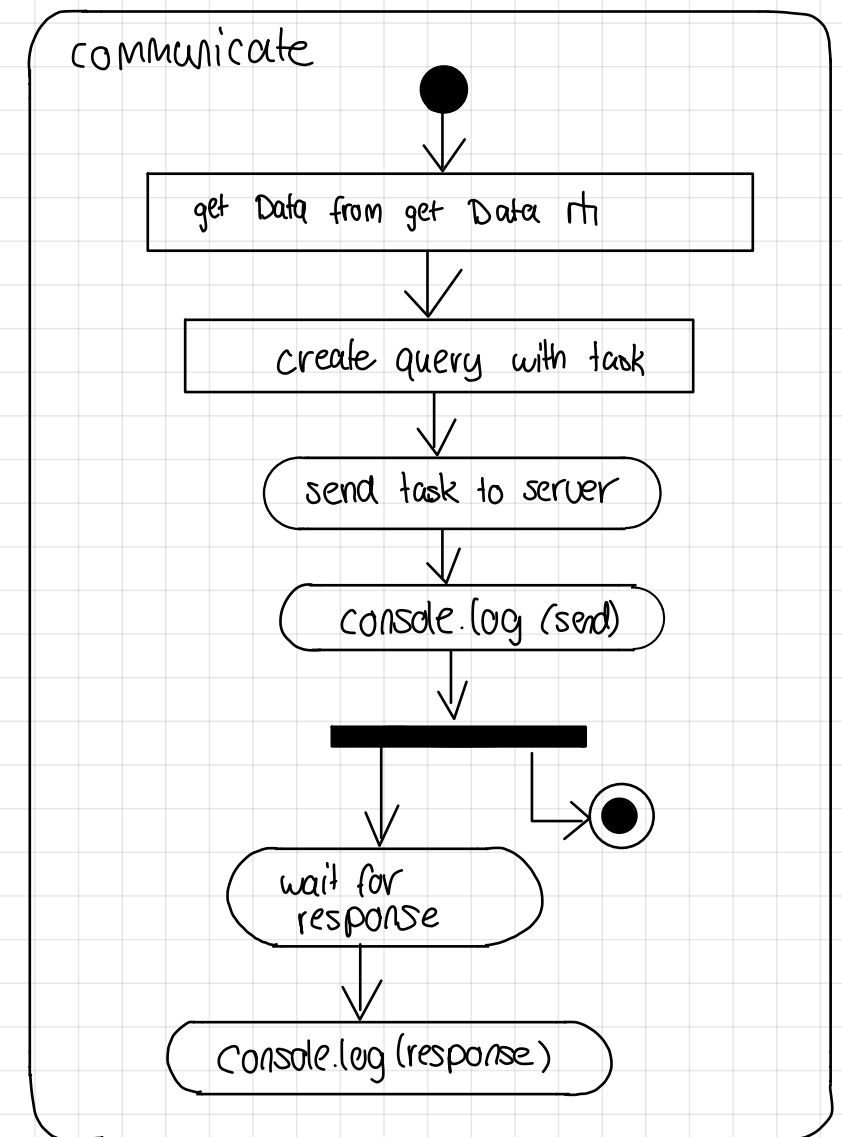 communicate
get Data from get Data
create query with task
send task to server
console.log (send)
wait for
response
console.log (response)